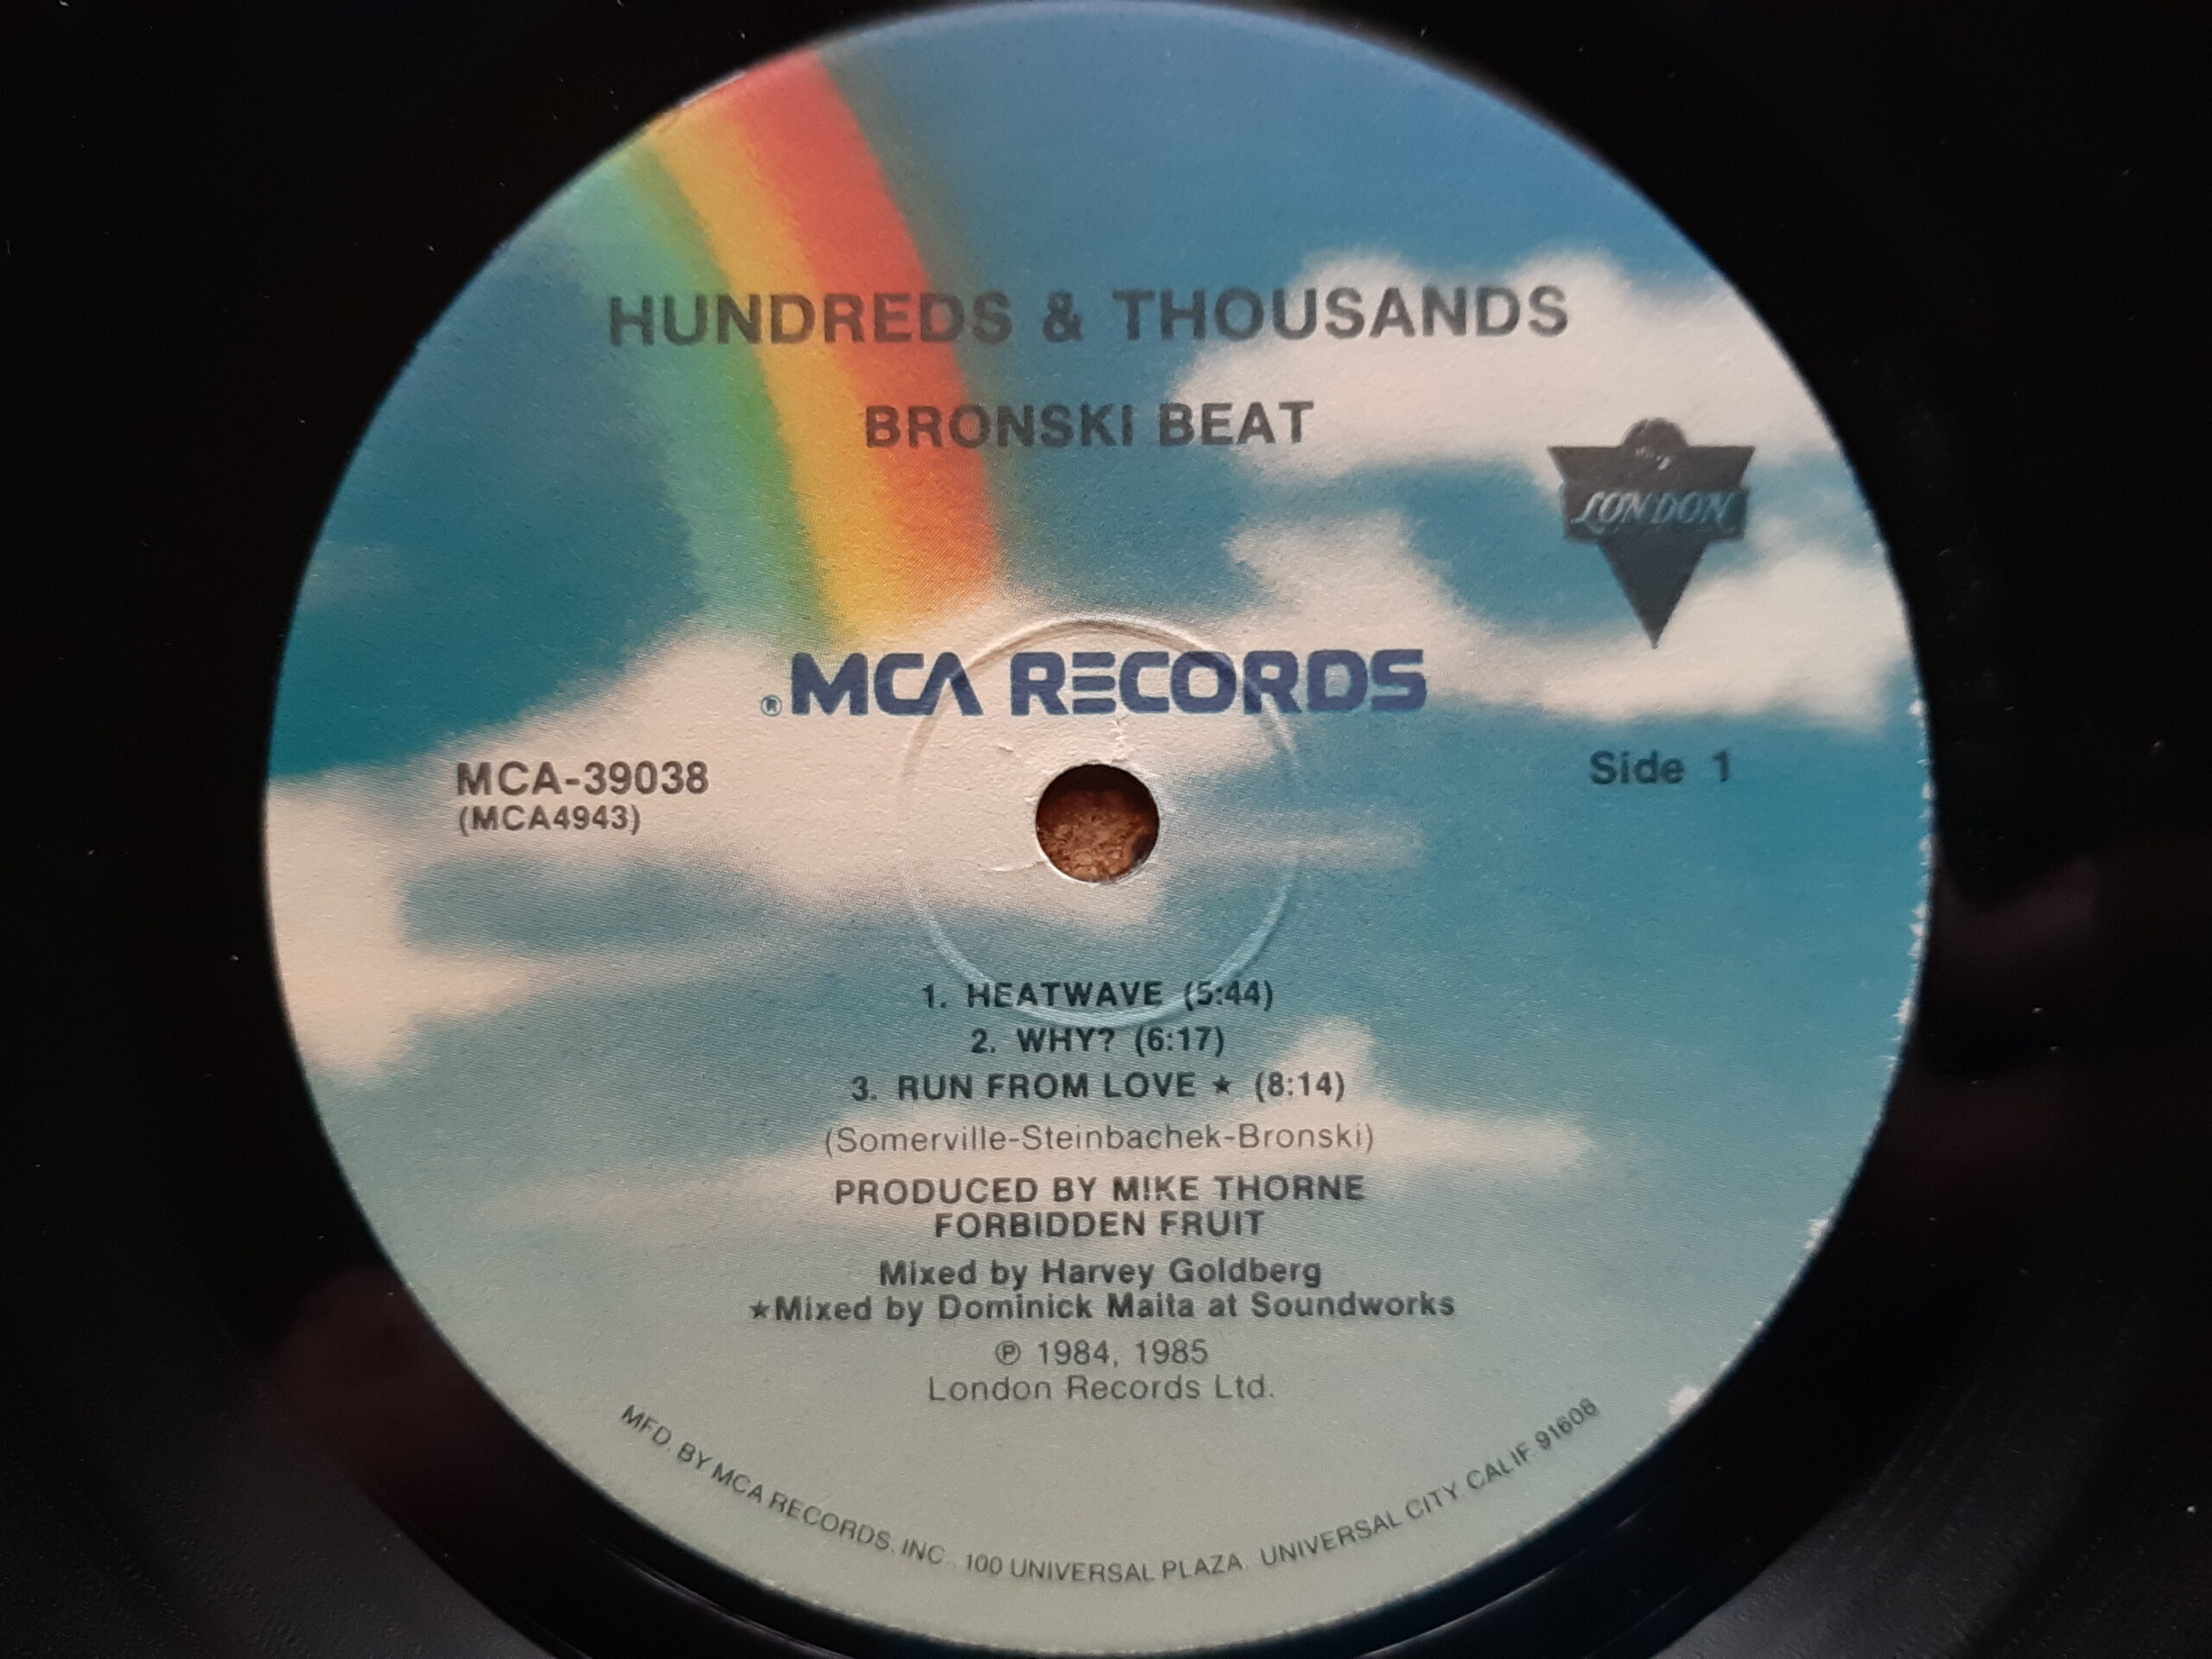 HUNDREDS & THOUSANDS
BRONSKI BEAT
LONDON
® MCA RECORDS
MCA-39038
(MCA4943)
Side 1
1. HEATWAVE (5:44)
2. WHY? (6:17)
3. RUN FROM LOVE ★ (8:14)
(Somerville-Steinbachek-Bronski)
PRODUCED BY MIKE THORNE
FORBIDDEN FRUIT
Mixed by Harvey Goldberg
★Mixed by Dominick Maita at Soundworks
℗ 1984, 1985
London Records Ltd.
MFD. BY MCA RECORDS, INC., 100 UNIVERSAL PLAZA, UNIVERSAL CITY, CALIF. 91608